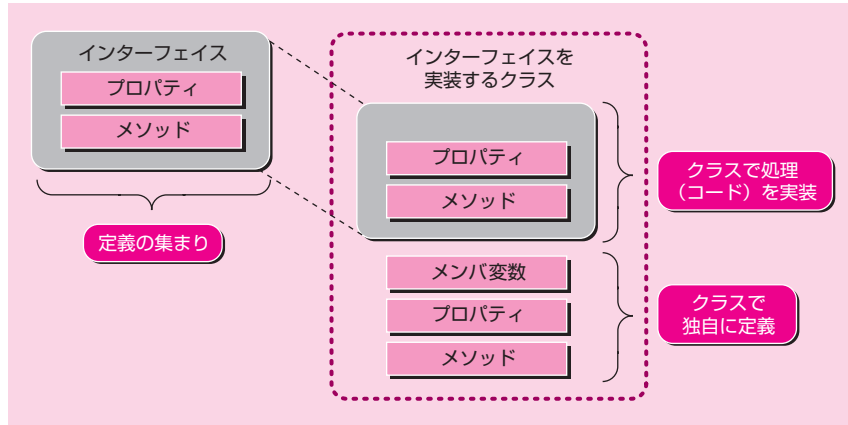 インターフェイス
プロパティ
メソッド
定義の集まり
インターフェイスを
実装するクラス
プロパティ
メソッド
クラスで処理
（コード）を実装
メンバ変数
プロパティ
メソッド
クラスで
独自に定義